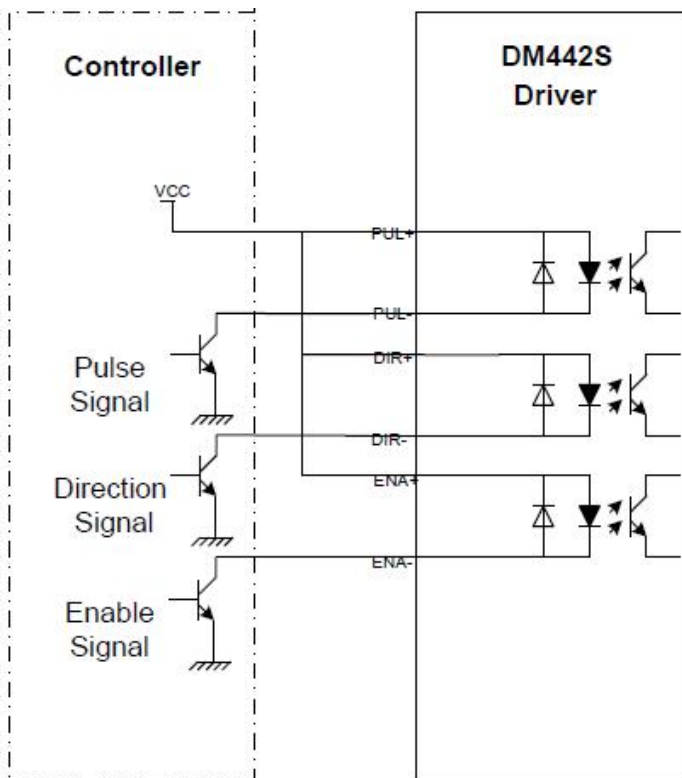 Controller
DM442S
Driver
VCC
PUL+
PUL-
Pulse
Signal
DIR+
DIR-
Direction
Signal
ENA+
ENA-
Enable
Signal